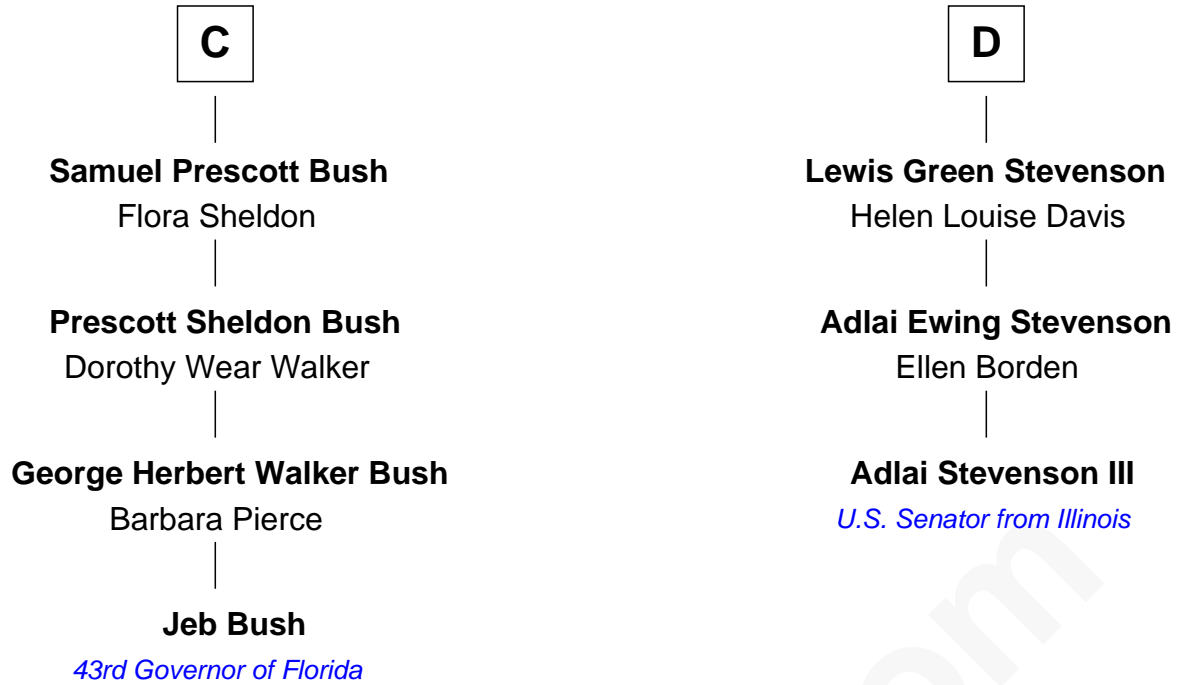 C
Samuel Prescott Bush
Flora Sheldon
Prescott Sheldon Bush
Dorothy Wear Walker
George Herbert Walker Bush
Barbara Pierce
Jeb Bush
43rd Governor of Florida
D
Lewis Green Stevenson
Helen Louise Davis
Adlai Ewing Stevenson
Ellen Borden
Adlai Stevenson III
U.S. Senator from Illinois